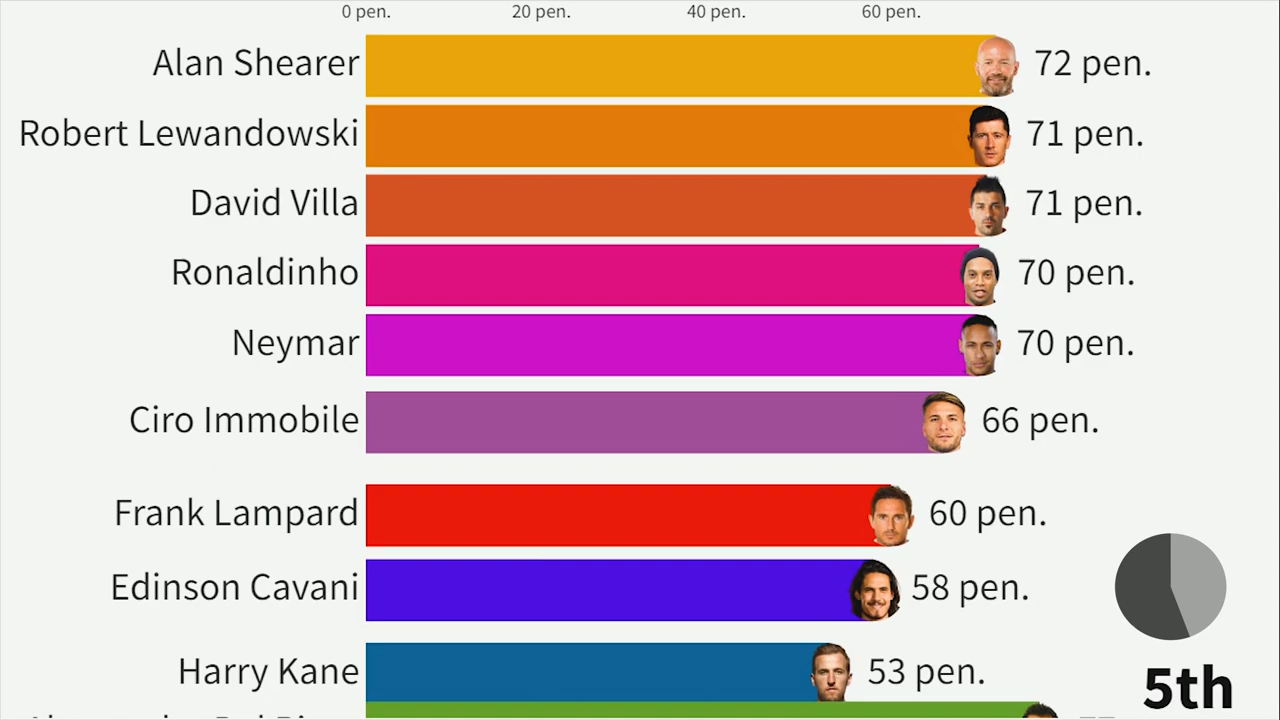 0 pen. 20 pen. 40 pen. 60 pen.
Alan Shearer 72 pen.
Robert Lewandowski 71 pen.
David Villa 71 pen.
Ronaldinho 70 pen.
Neymar 70 pen.
Ciro Immobile 66 pen.
Frank Lampard 60 pen.
Edinson Cavani 58 pen.
Harry Kane 53 pen.
5th